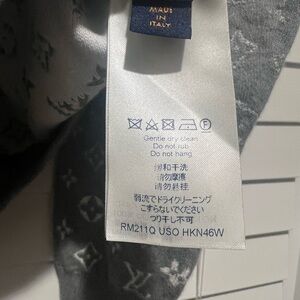 MADE
IN
ITALY
Gentle dry clean
Do not rub
Do not hang
缓和干洗
请勿摩擦
请勿悬挂
弱流でドライクリーニング
こすらないでください
つり干し不可
RM211Q USO HKN46W